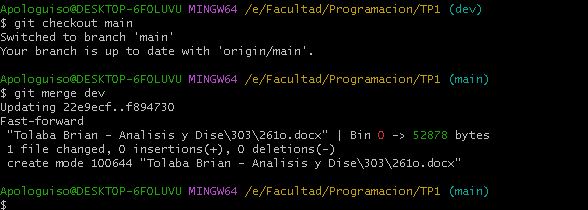 Apologuiso@DESKTOP-6FOLUVU MINGW64 /e/Facultad/Programacion/TP1 (dev)
$ git checkout main
Switched to branch 'main'
Your branch is up to date with 'origin/main'.
Apologuiso@DESKTOP-6FOLUVU MINGW64 /e/Facultad/Programacion/TP1 (main)
$ git merge dev
Updating 22e9ecf..f894730
Fast-forward
"Tolaba Brian - Analisis y Dise\303\261o.docx" | Bin 0 -> 52878 bytes
1 file changed, 0 insertions(+), 0 deletions(-)
create mode 100644 "Tolaba Brian - Analisis y Dise\303\261o.docx"
Apologuiso@DESKTOP-6FOLUVU MINGW64 /e/Facultad/Programacion/TP1 (main)
$